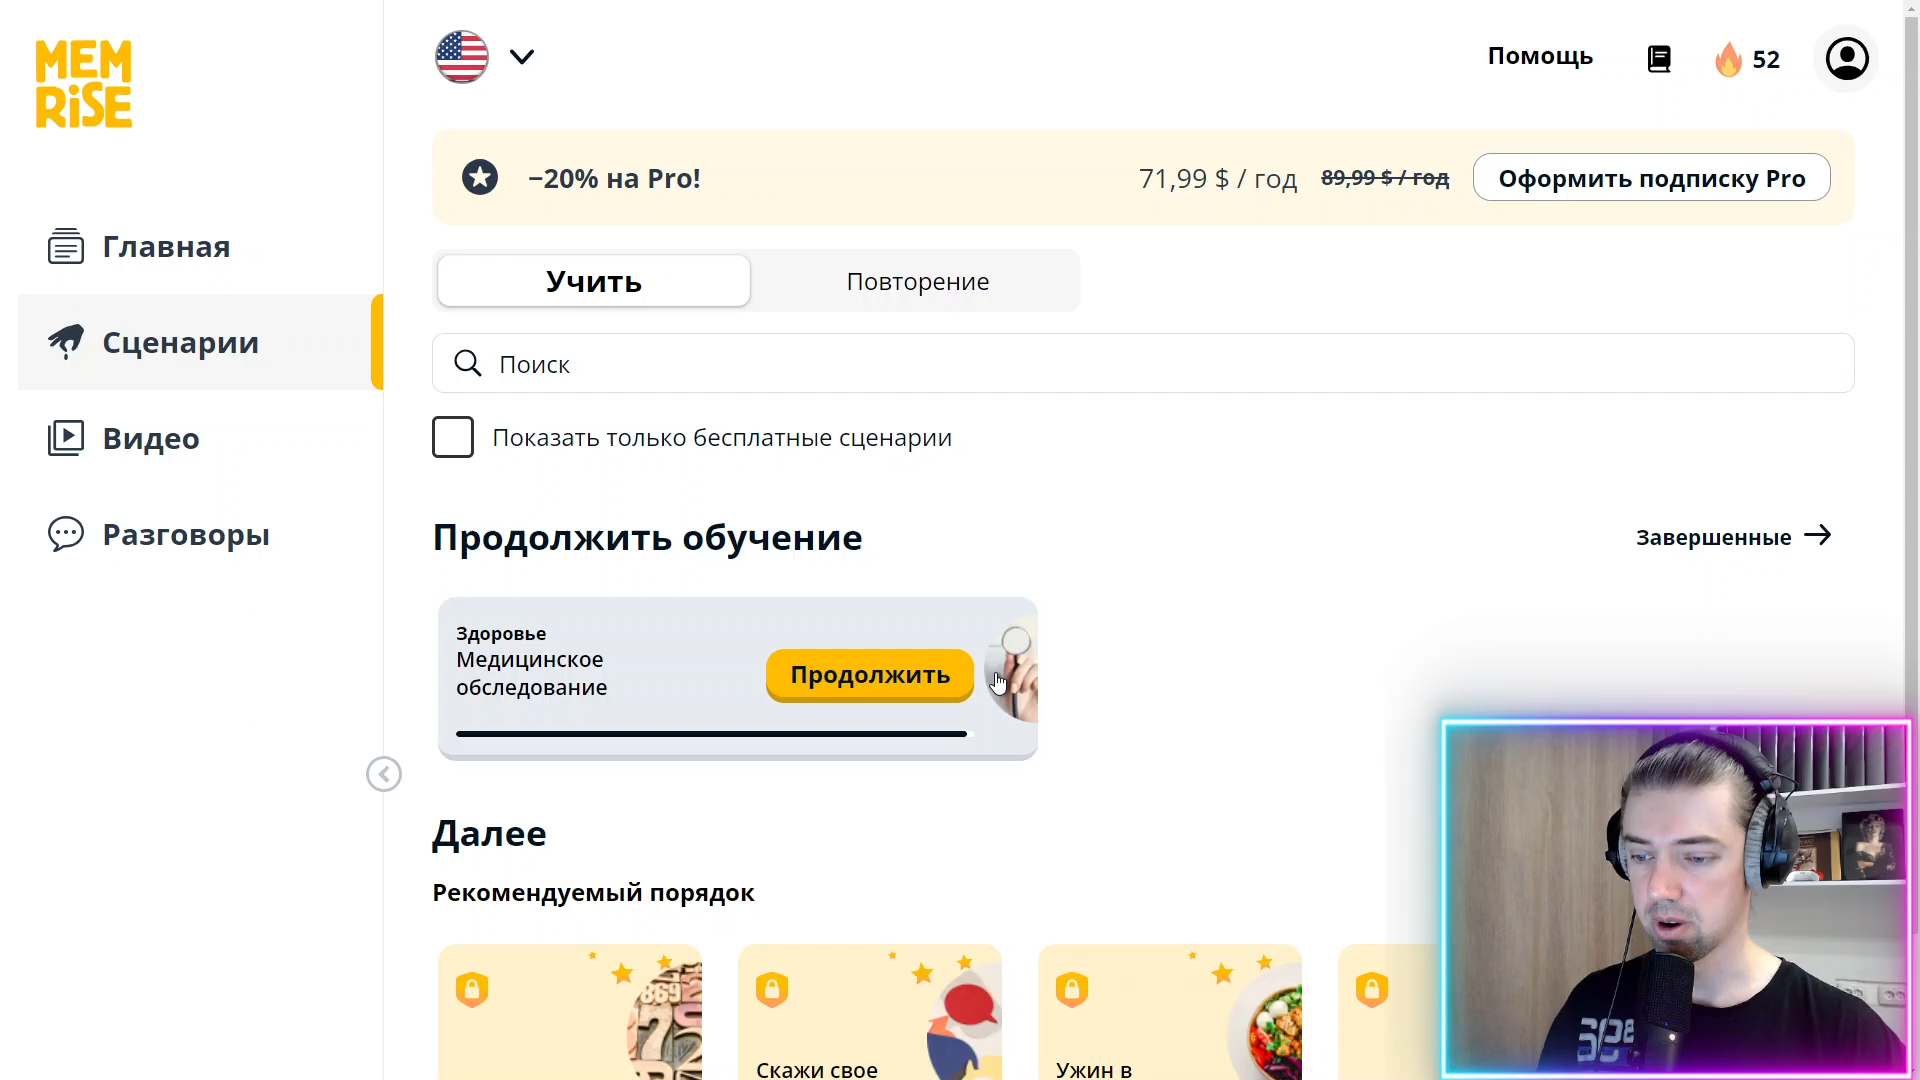 MEM
RiSE
Помощь
52
−20% на Pro!
71,99 $ / год
89,99 $ / год
Оформить подписку Pro
Главная
Сценарии
Видео
Разговоры
Учить
Повторение
Поиск
Показать только бесплатные сценарии
Продолжить обучение
Завершенные
Здоровье
Медицинское
обследование
Продолжить
Далее
Рекомендуемый порядок
Скажи свое
Ужин в